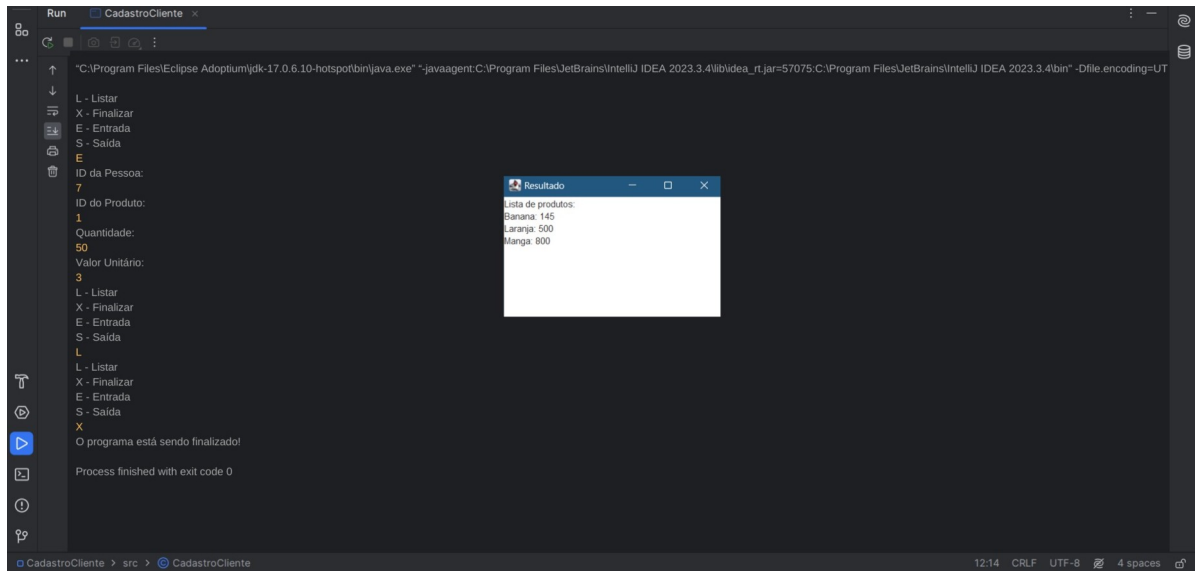 Run CadastroCliente
"C:\Program Files\Eclipse Adoptium\jdk-17.0.6.10-hotspot\bin\java.exe" "-javaagent:C:\Program Files\JetBrains\IntelliJ IDEA 2023.3.4\lib\idea_rt.jar=57075:C:\Program Files\JetBrains\IntelliJ IDEA 2023.3.4\bin" -Dfile.encoding=UT
L - Listar
X - Finalizar
E - Entrada
S - Saída
E
ID da Pessoa:
7
ID do Produto:
1
Quantidade:
50
Valor Unitário:
3
L - Listar
X - Finalizar
E - Entrada
S - Saída
L
L - Listar
X - Finalizar
E - Entrada
S - Saída
X
O programa está sendo finalizado!
Process finished with exit code 0
Resultado
Lista de produtos:
Banana: 145
Laranja: 500
Manga: 800
CadastroCliente > src > CadastroCliente 12:14 CRLF UTF-8 4 spaces